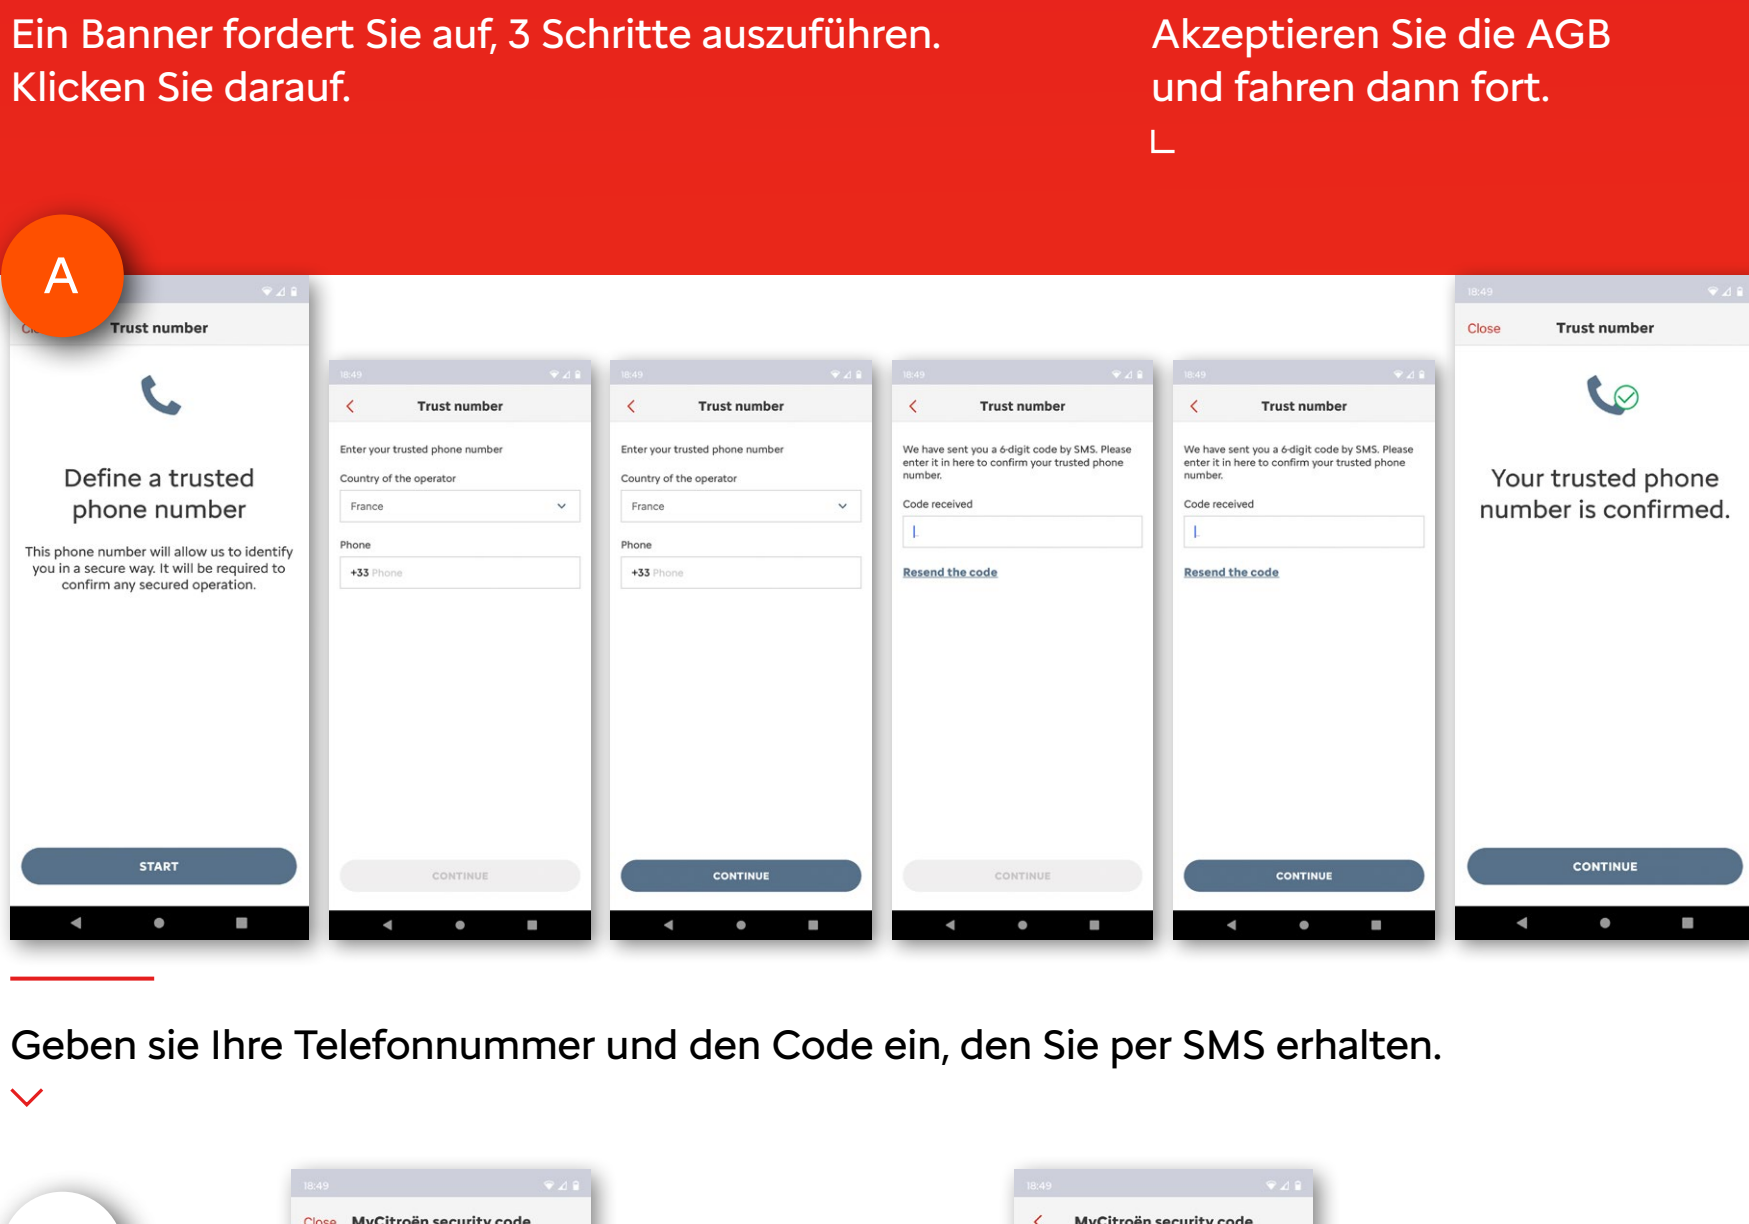 Ein Banner fordert Sie auf, 3 Schritte auszuführen.
Klicken Sie darauf.
Akzeptieren Sie die AGB
und fahren dann fort.
A
Trust number
Define a trusted
phone number
This phone number will allow us to identify
you in a secure way. It will be required to
confirm any secured operation.
START
18:49
Trust number
Enter your trusted phone number
Country of the operator
France
Phone
+33 Phone
CONTINUE
18:49
Trust number
Enter your trusted phone number
Country of the operator
France
Phone
+33 Phone
CONTINUE
18:49
Trust number
We have sent you a 6-digit code by SMS. Please
enter it in here to confirm your trusted phone
number.
Code received
Resend the code
CONTINUE
18:49
Trust number
We have sent you a 6-digit code by SMS. Please
enter it in here to confirm your trusted phone
number.
Code received
Resend the code
CONTINUE
18:49
Close Trust number
Your trusted phone
number is confirmed.
CONTINUE
Geben sie Ihre Telefonnummer und den Code ein, den Sie per SMS erhalten.
18:49
Close MyCitroën security code
18:49
MyCitroën security code